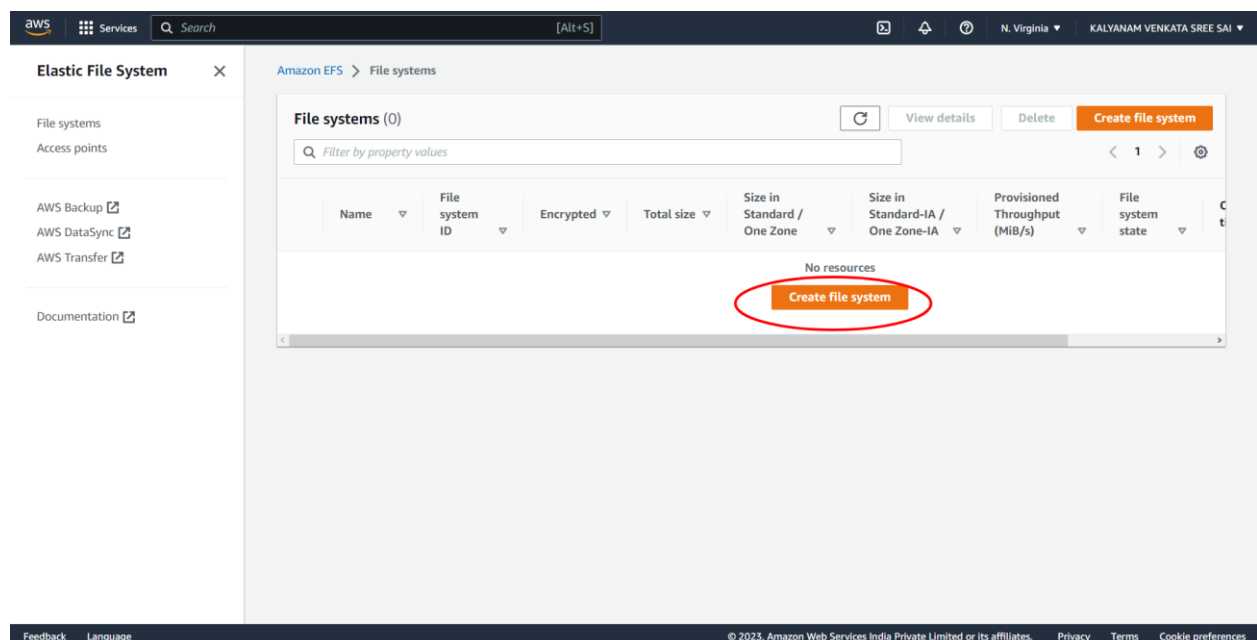 aws
Services
Search
[Alt+S]
N. Virginia
KALYANAM VENKATA SREE SAI
Elastic File System
File systems
Access points
AWS Backup
AWS DataSync
AWS Transfer
Documentation
Amazon EFS > File systems
File systems (0)
View details
Delete
Create file system
Filter by property values
1
Name
File
system
ID
Encrypted
Total size
Size in
Standard /
One Zone
Size in
Standard-IA /
One Zone-IA
Provisioned
Throughput
(MiB/s)
File
system
state
No resources
Create file system
Feedback
Language
© 2023, Amazon Web Services India Private Limited or its affiliates.
Privacy
Terms
Cookie preferences